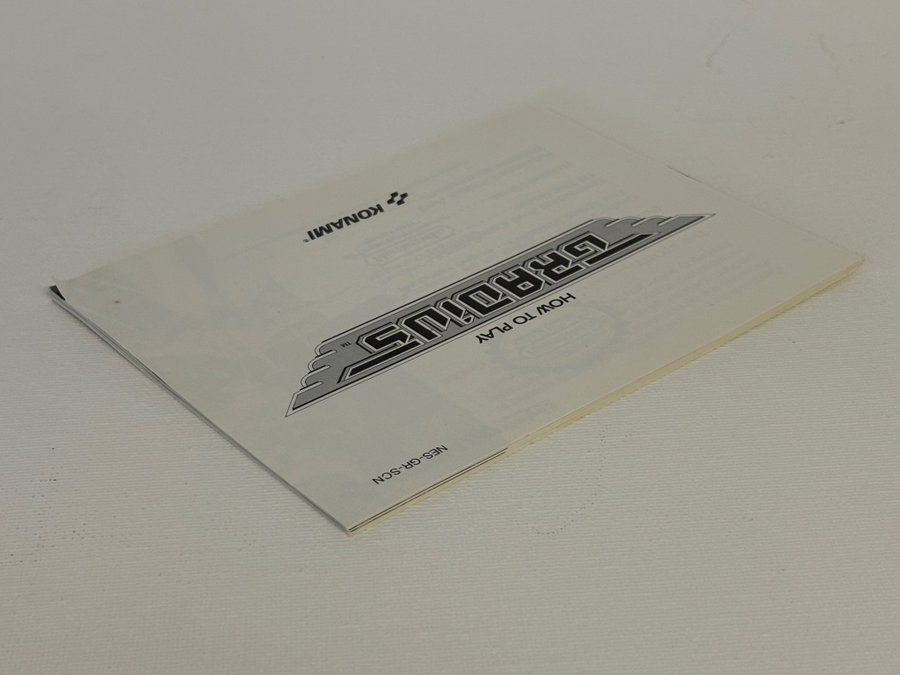 KONAMI®
GRADIUS™
HOW TO PLAY
NES-GR-SCN